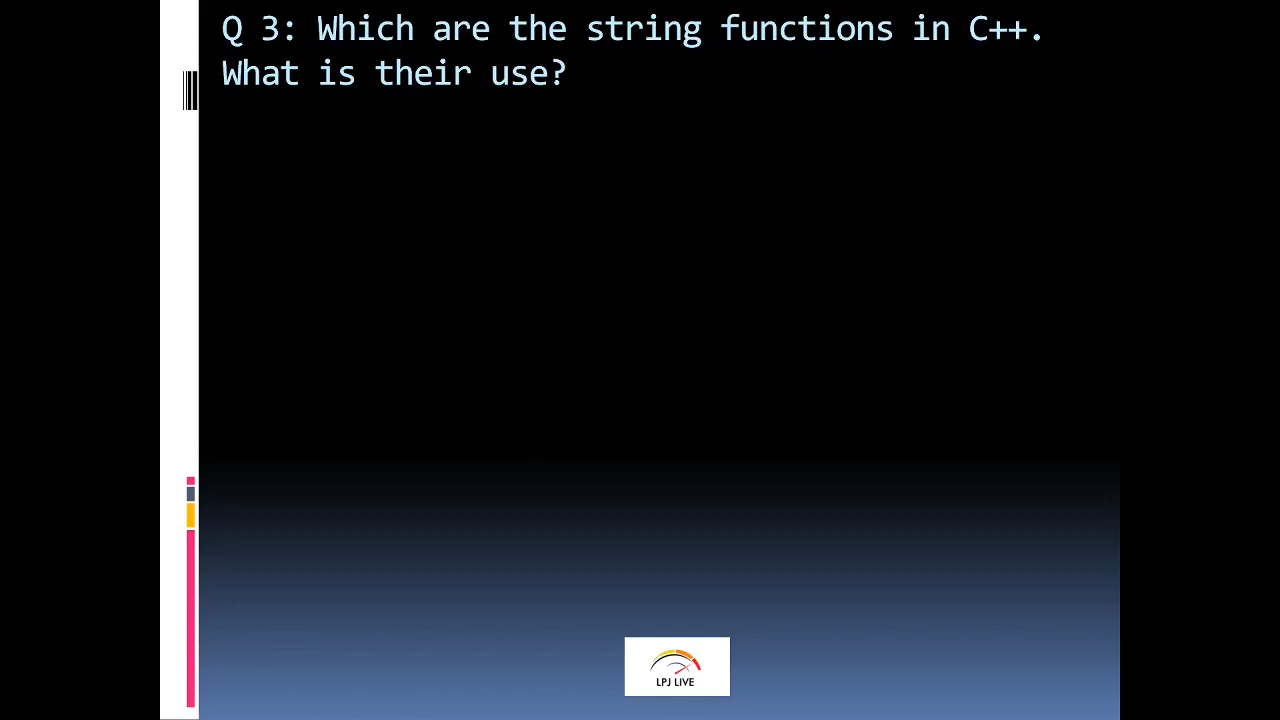 Q 3: Which are the string functions in C++.
What is their use?
LPJ LIVE